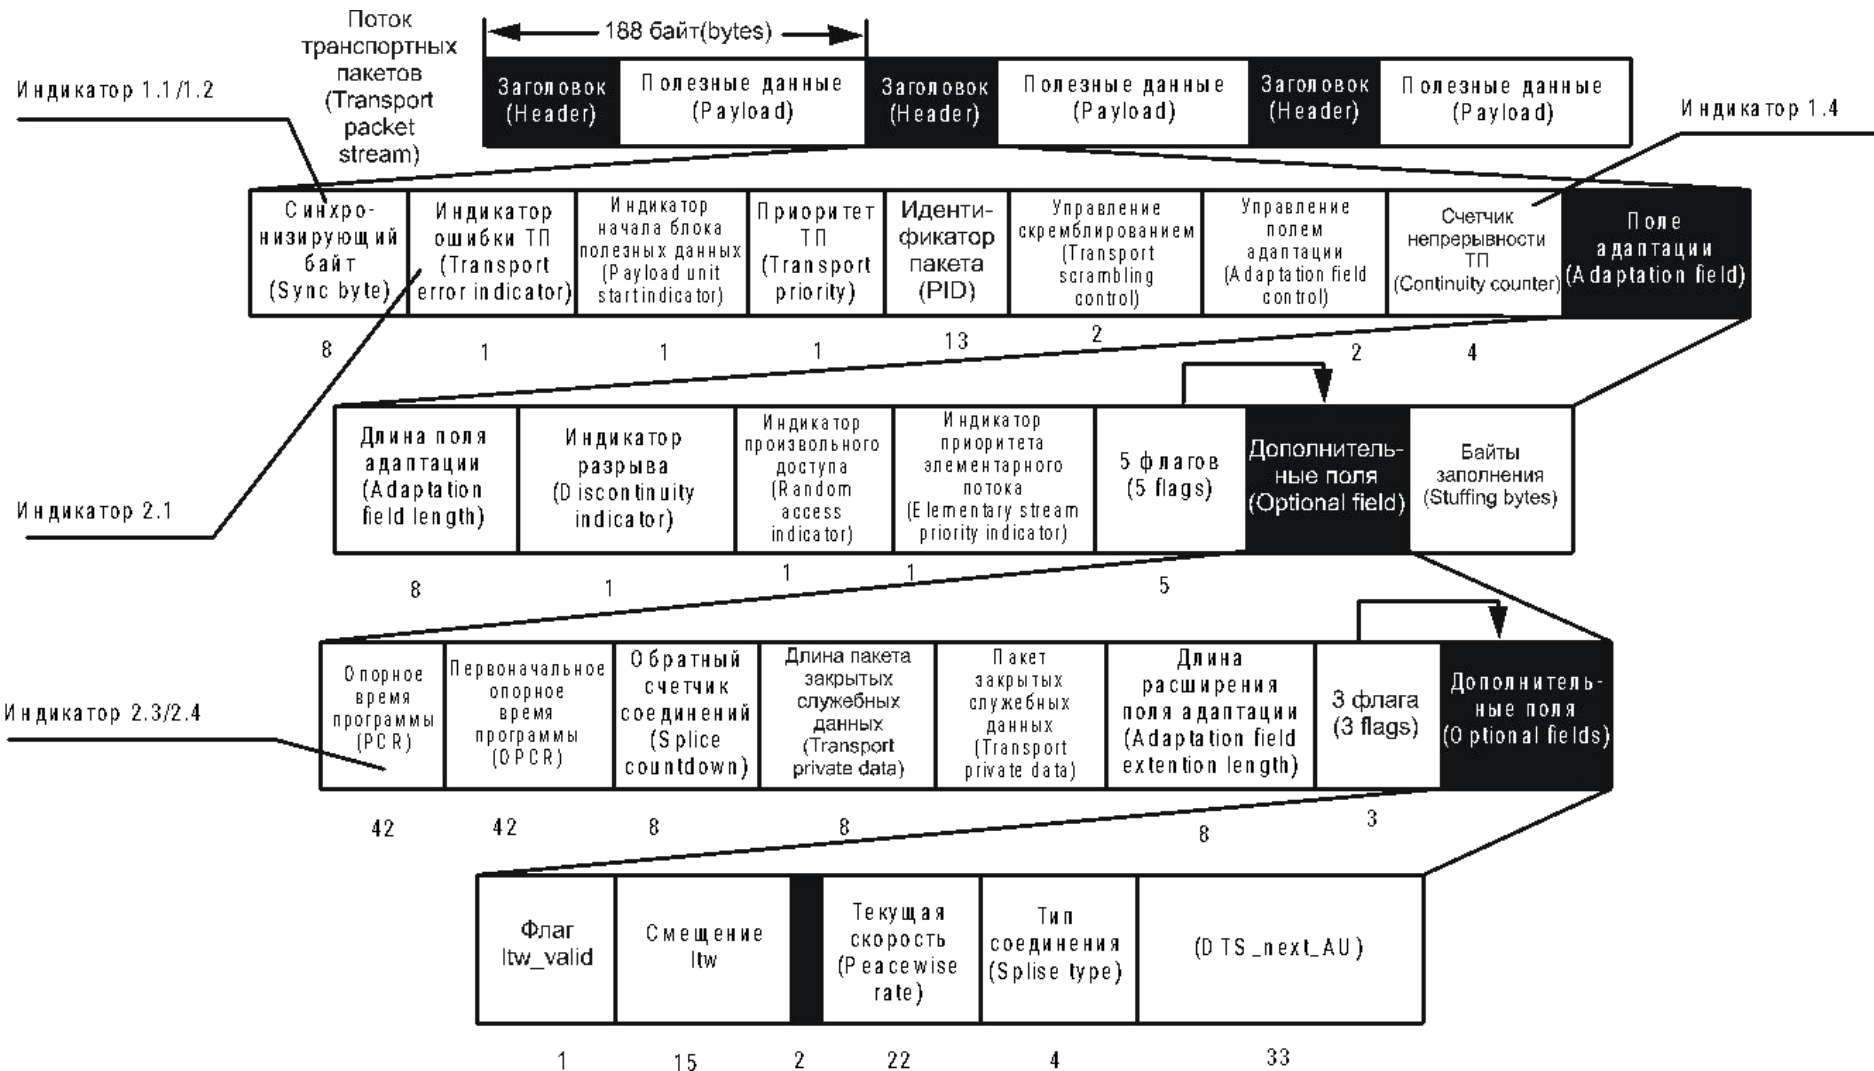 Поток
транспортных
пакетов
(Transport
packet
stream)
188 байт(bytes)
Заголовок
(Header)
Полезные данные
(Payload)
Заголовок
(Header)
Полезные данные
(Payload)
Заголовок
(Header)
Полезные данные
(Payload)
Индикатор 1.1/1.2
Индикатор 1.4
Синхро-
низирующий
байт
(Sync byte)
Индикатор
ошибки ТП
(Transport
error indicator)
Индикатор
начала блока
полезных данных
(Payload unit
start indicator)
Приоритет
ТП
(Transport
priority)
Иденти-
фикатор
пакета
(PID)
Управление
скремблированием
(Transport
scrambling
control)
Управление
полем
адаптации
(Adaptation field
control)
Счетчик
непрерывности
ТП
(Continuity counter)
Поле
адаптации
(Adaptation field)
8
1
1
1
13
2
2
4
Индикатор 2.1
Длина поля
адаптации
(Adaptation
field length)
Индикатор
разрыва
(Discontinuity
indicator)
Индикатор
произвольного
доступа
(Random
access
indicator)
Индикатор
приоритета
элементарного
потока
(Elementary stream
priority indicator)
5 флагов
(5 flags)
Дополнитель-
ные поля
(Optional field)
Байты
заполнения
(Stuffing bytes)
8
1
1
1
5
Индикатор 2.3/2.4
Опорное
время
программы
(PCR)
Первоначальное
опорное
время
программы
(OPCR)
Обратный
счетчик
соединений
(Splice
countdown)
Длина пакета
закрытых
служебных
данных
(Transport
private data)
Пакет
закрытых
служебных
данных
(Transport
private data)
Длина
расширения
поля адаптации
(Adaptation field
extention length)
3 флага
(3 flags)
Дополнитель-
ные поля
(Optional fields)
42
42
8
8
8
3
Флаг
ltw_valid
Смещение
ltw
Текущая
скорость
(Peacewise
rate)
Тип
соединения
(Splise type)
(DTS_next_AU)
1
15
2
22
4
33